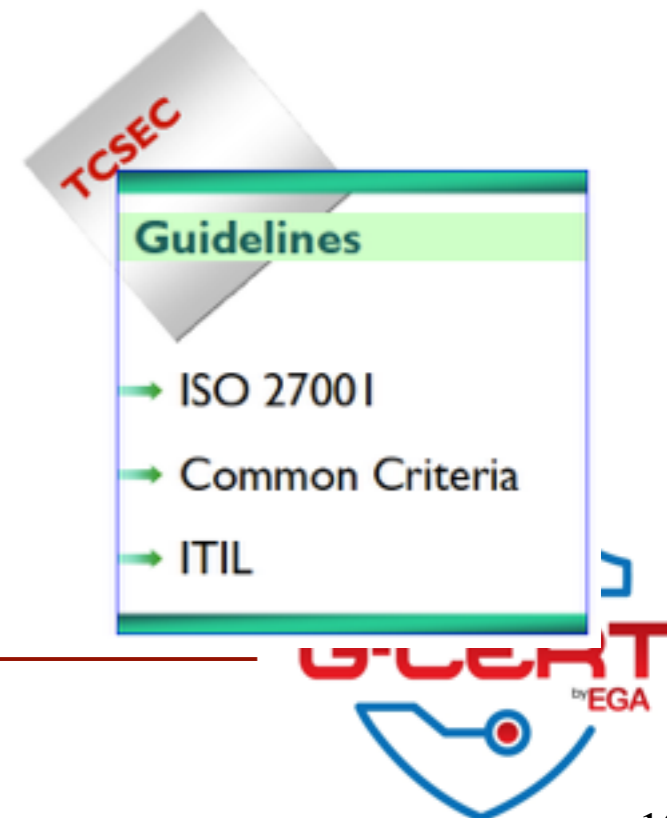 TCSEC
Guidelines
ISO 27001
Common Criteria
ITIL
G-CERT
by EGA